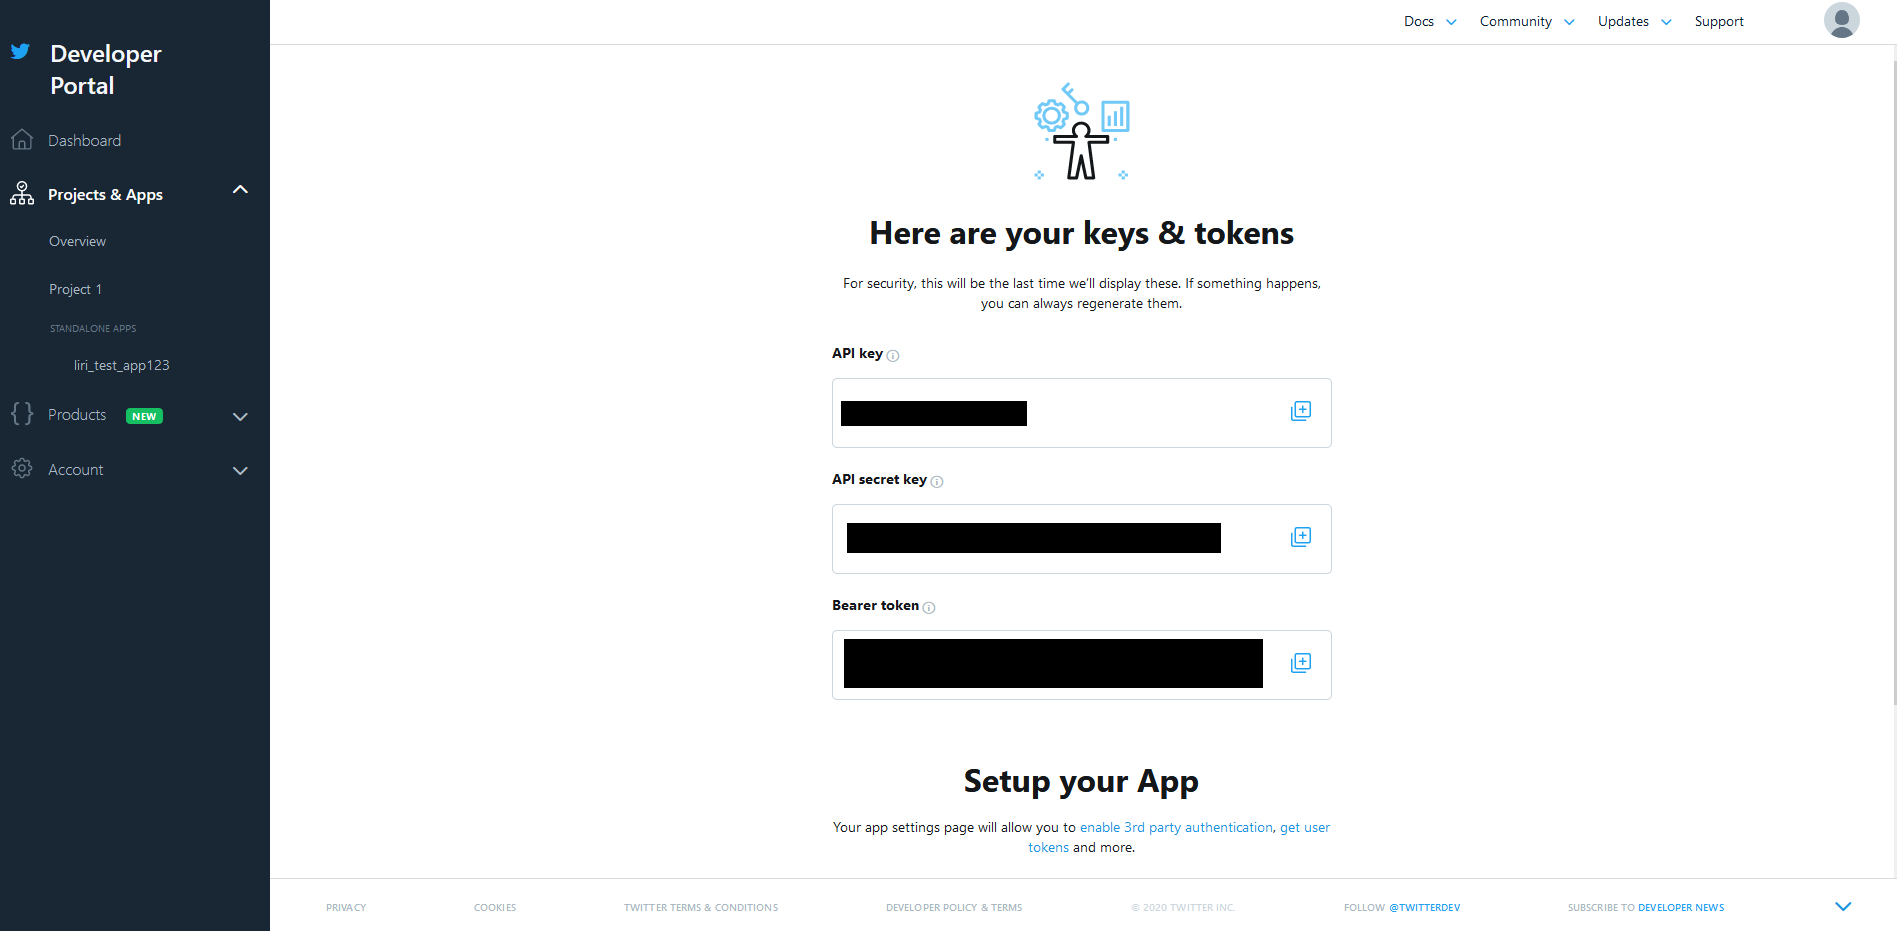 Developer
Portal
Dashboard
Projects & Apps
Overview
Project 1
STANDALONE APPS
liri_test_app123
Products NEW
Account
Docs Community Updates Support
Here are your keys & tokens
For security, this will be the last time we'll display these. If something happens,
you can always regenerate them.
API key
API secret key
Bearer token
Setup your App
Your app settings page will allow you to enable 3rd party authentication, get user
tokens and more.
PRIVACY COOKIES TWITTER TERMS & CONDITIONS DEVELOPER POLICY & TERMS © 2020 TWITTER INC. FOLLOW @TWITTERDEV SUBSCRIBE TO DEVELOPER NEWS